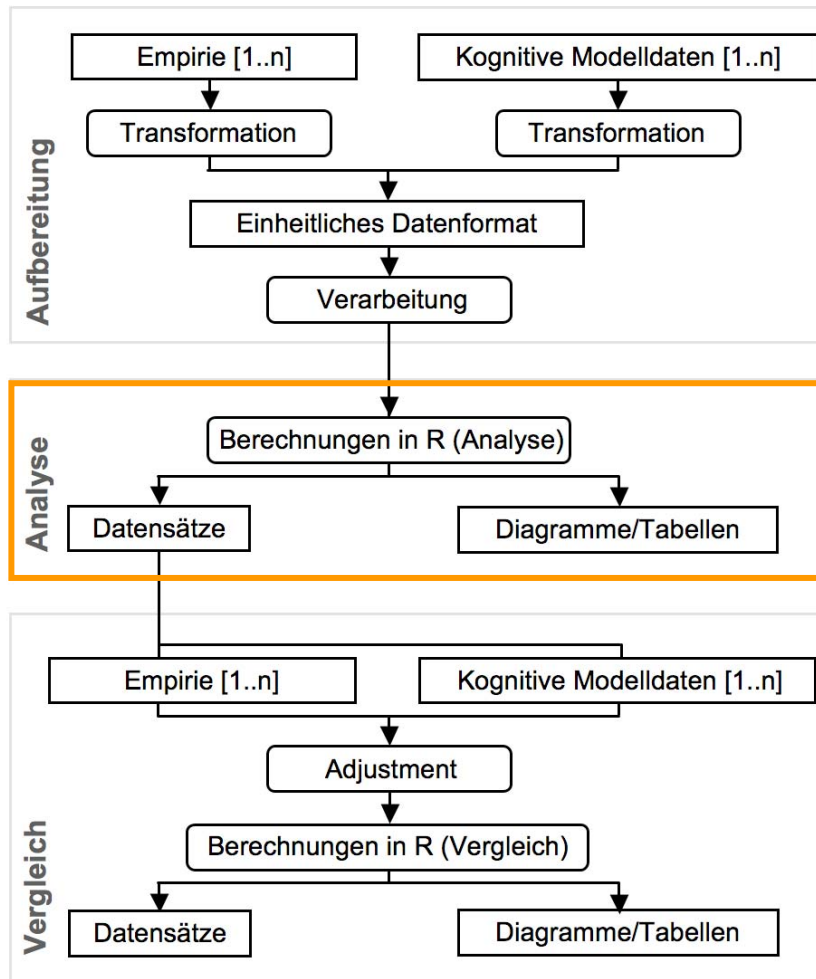 Aufbereitung
Empirie [1..n]
Kognitive Modelldaten [1..n]
Transformation
Transformation
Einheitliches Datenformat
Verarbeitung
Analyse
Berechnungen in R (Analyse)
Datensätze
Diagramme/Tabellen
Vergleich
Empirie [1..n]
Kognitive Modelldaten [1..n]
Adjustment
Berechnungen in R (Vergleich)
Datensätze
Diagramme/Tabellen